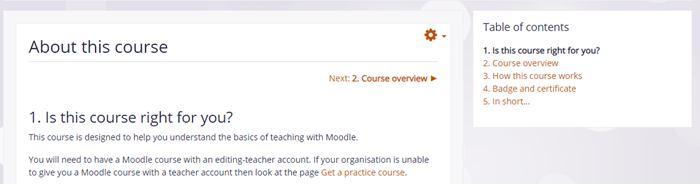 About this course
Next: 2. Course overview ►
1. Is this course right for you?
This course is designed to help you understand the basics of teaching with Moodle.
You will need to have a Moodle course with an editing-teacher account. If your organisation is unable
to give you a Moodle course with a teacher account then look at the page Get a practice course.
Table of contents
1. Is this course right for you?
2. Course overview
3. How this course works
4. Badge and certificate
5. In short...